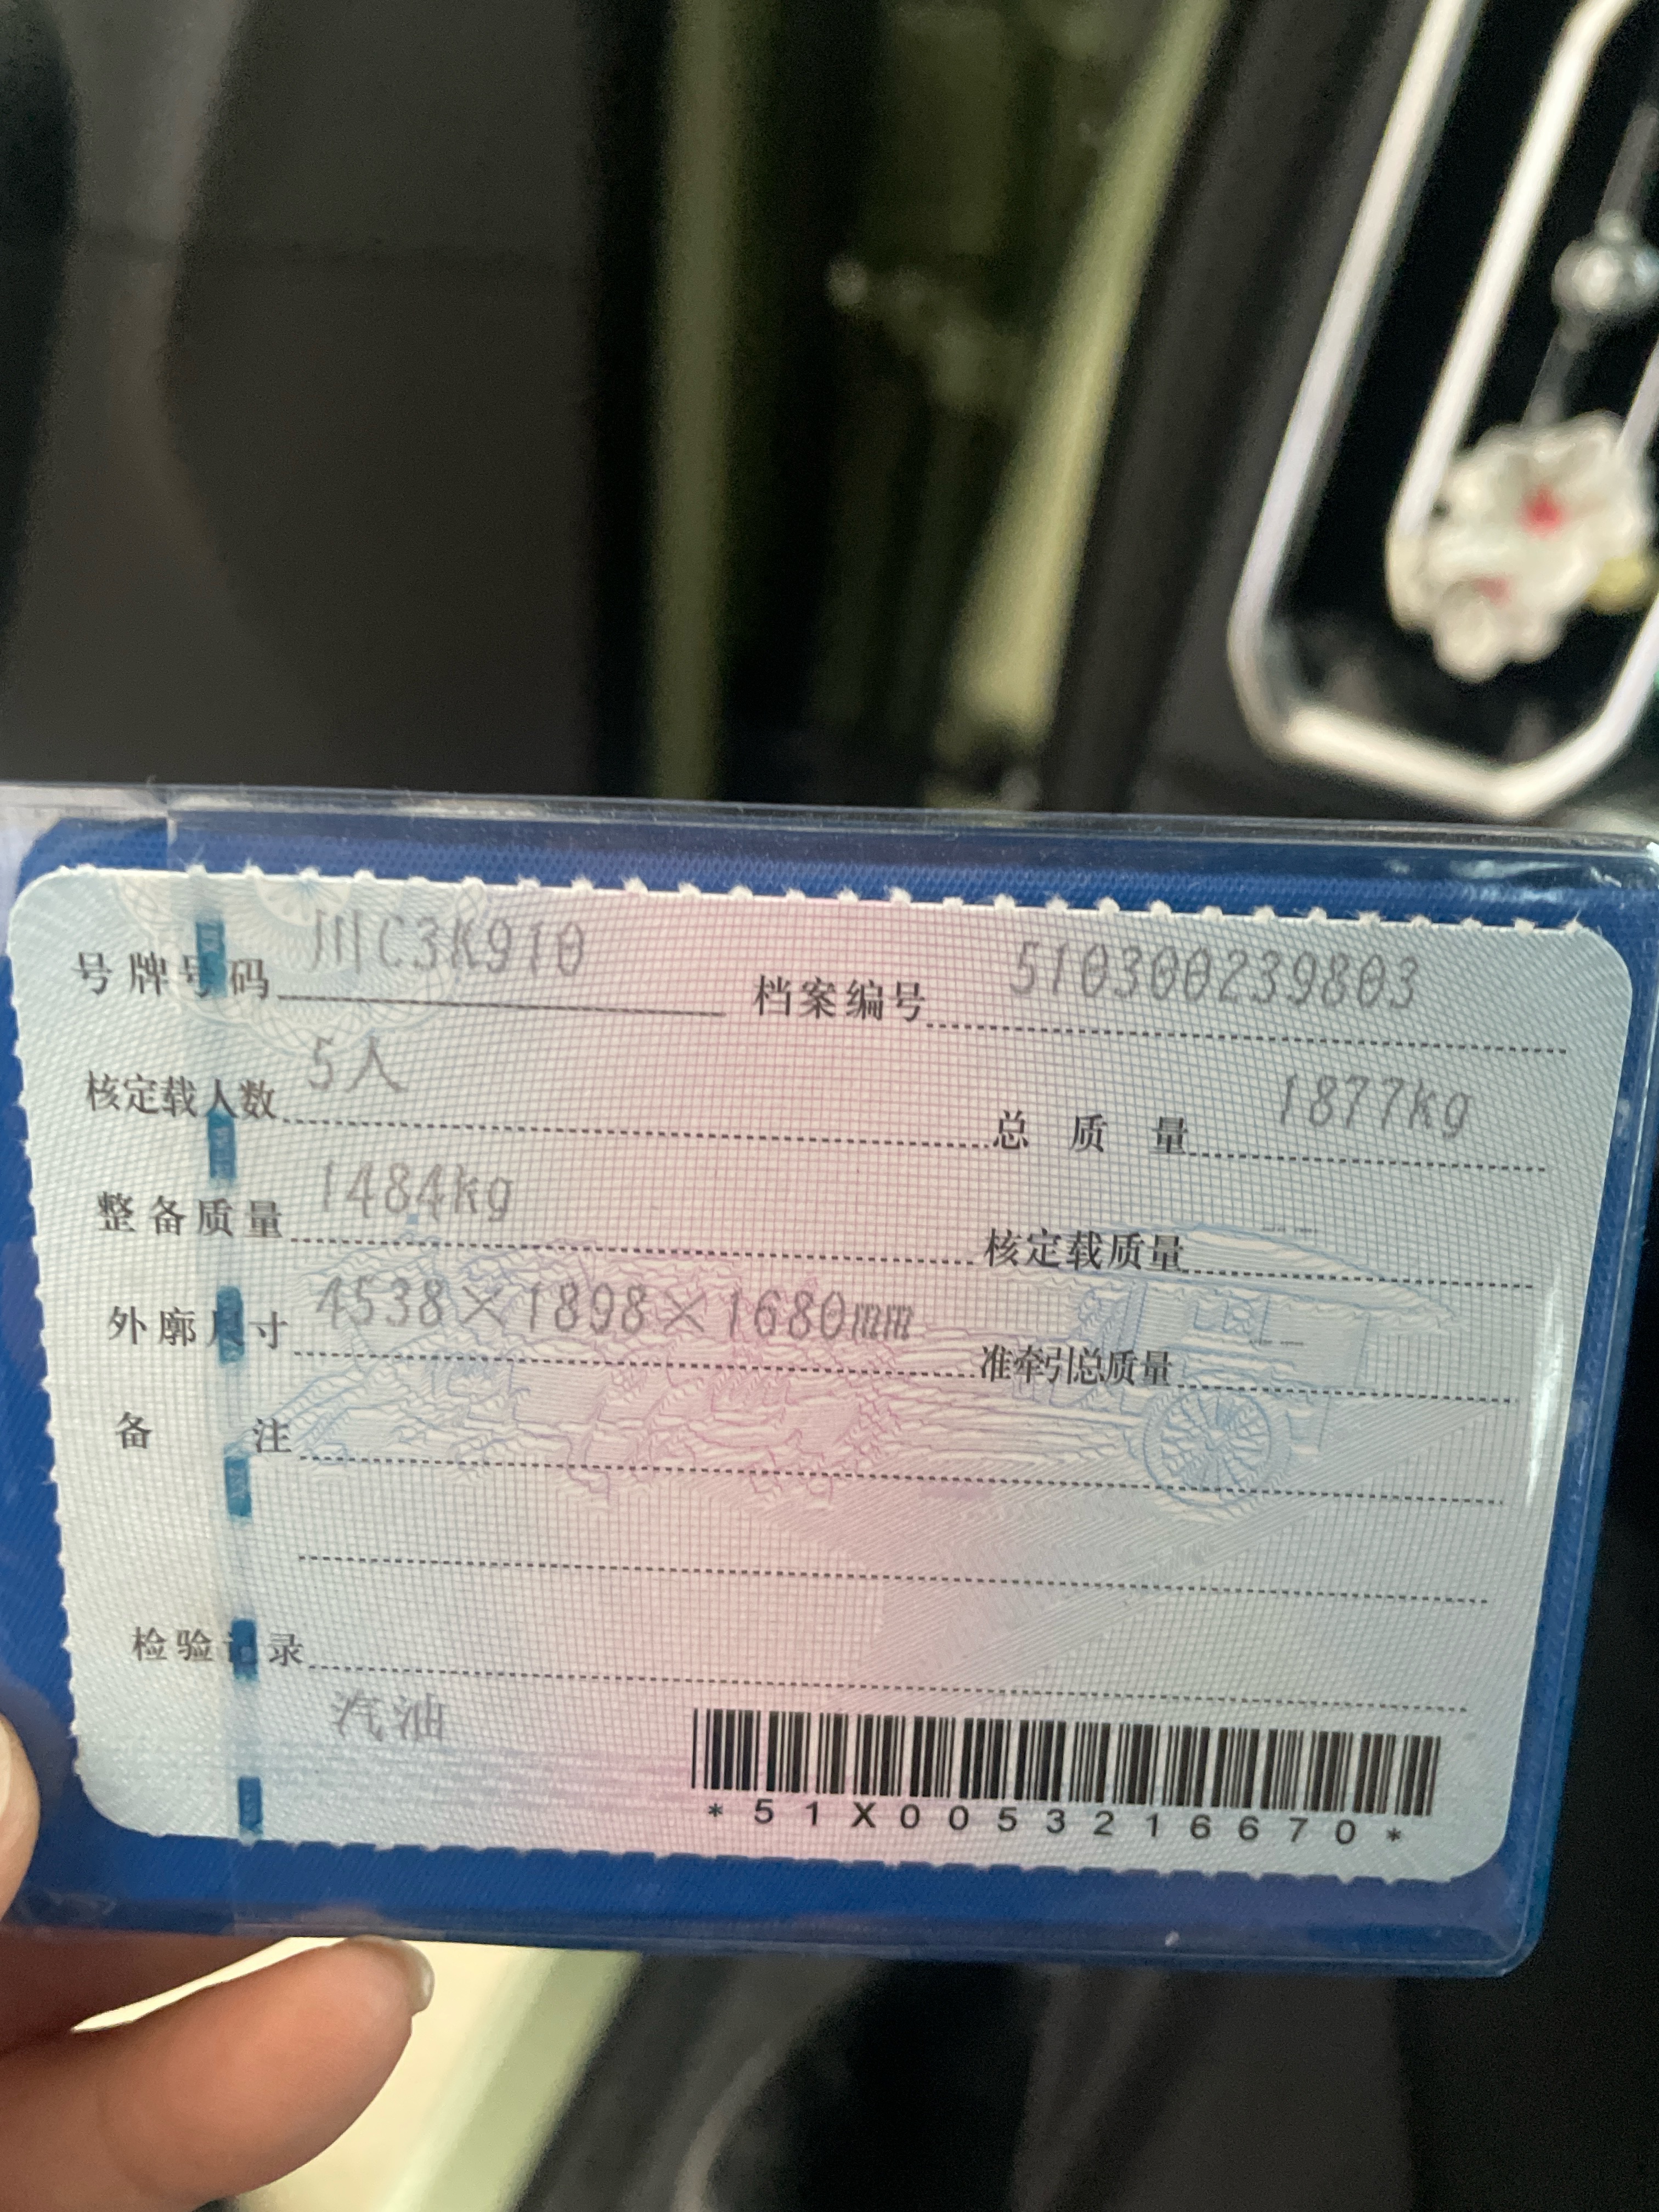 号牌号码 川C3K910 档案编号 510300239803
核定载人数 5人 总质量 1877kg
整备质量 1484kg 核定载质量 --
外廓尺寸 4538×1898×1680mm 准牵引总质量 --
备注
检验记录
汽油
*51X0053216670*